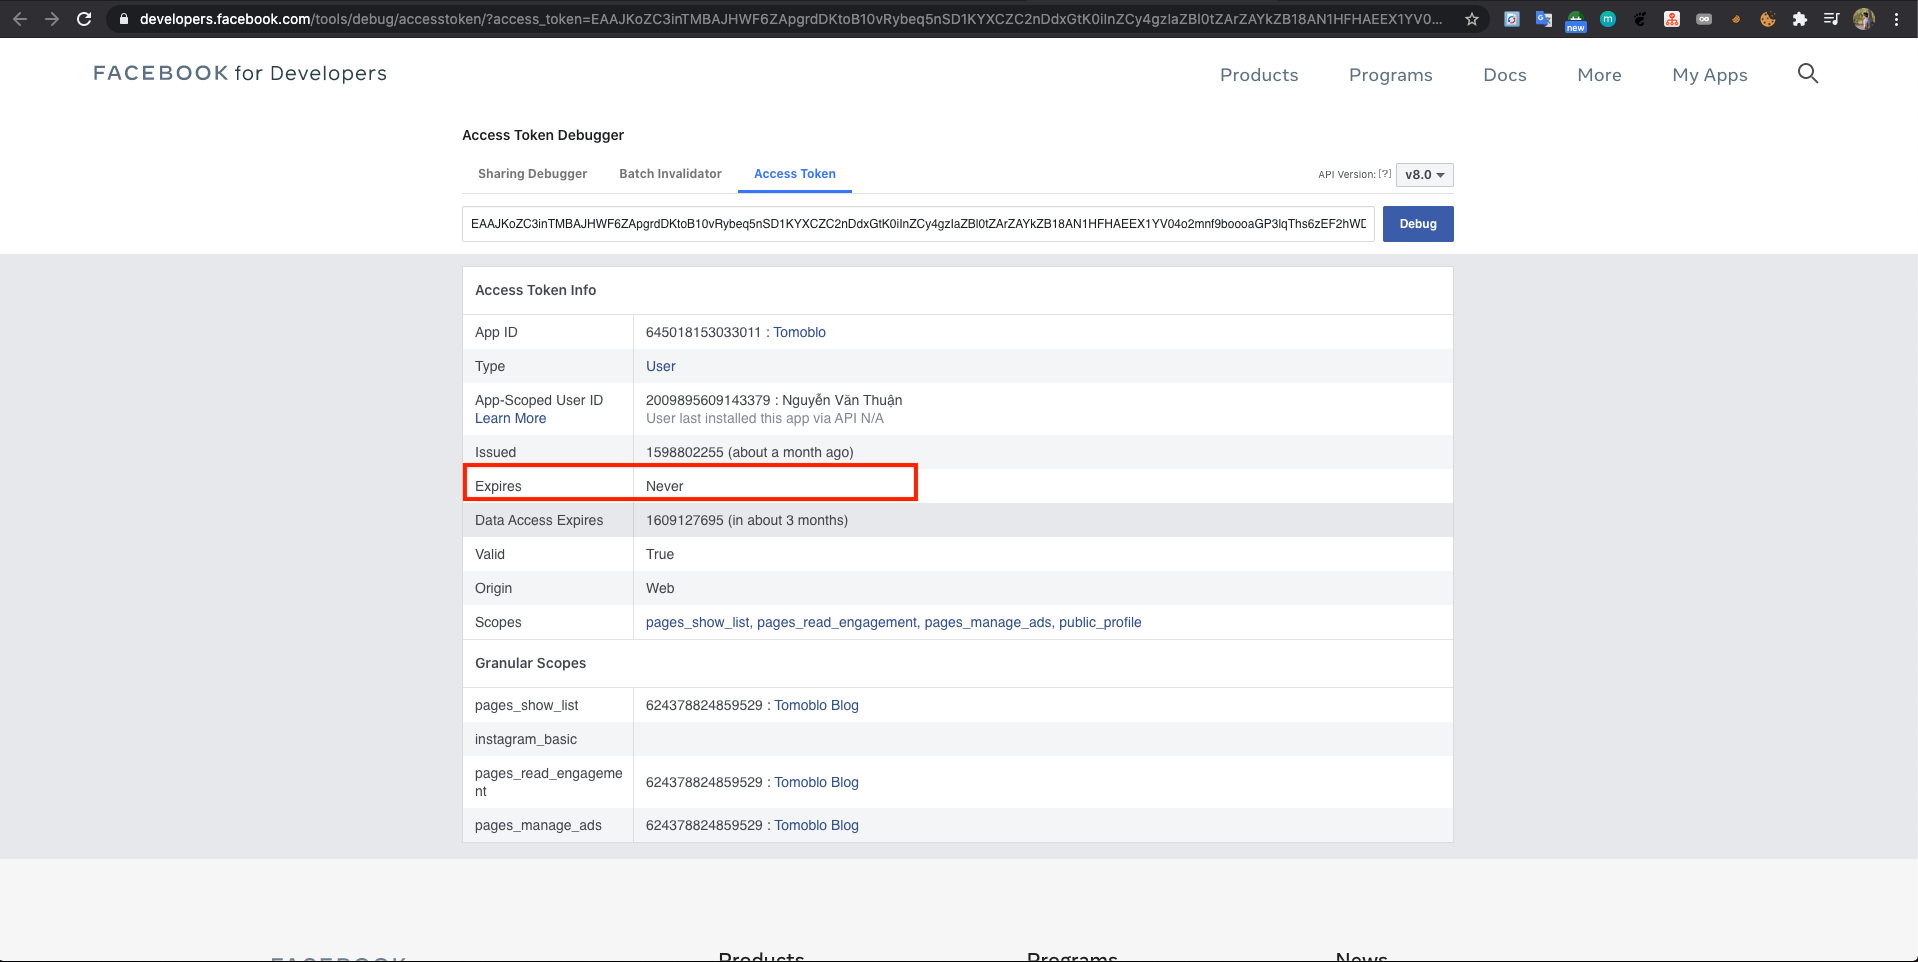 developers.facebook.com/tools/debug/accesstoken/?access_token=EAAJKoZC3inTMBAJHWF6ZApgrdDKtoB10vRybeq5nSD1KYXCZC2nDdxGtK0iInZCy4gzIaZBl0tZArZAYkZB18AN1HFHAEEX1YV0...
new
FACEBOOK for Developers
Products
Programs
Docs
More
My Apps
Access Token Debugger
Sharing Debugger
Batch Invalidator
Access Token
API Version: [?]
v8.0
EAAJKoZC3inTMBAJHWF6ZApgrdDKtoB10vRybeq5nSD1KYXCZC2nDdxGtK0iInZCy4gzIaZBl0tZArZAYkZB18AN1HFHAEEX1YV04o2mnf9boooaGP3lqThs6zEF2hWD
Debug
Access Token Info
App ID 645018153033011 : Tomoblo
Type User
App-Scoped User ID 2009895609143379 : Nguyễn Văn Thuận
Learn More User last installed this app via API N/A
Issued 1598802255 (about a month ago)
Expires Never
Data Access Expires 1609127695 (in about 3 months)
Valid True
Origin Web
Scopes pages_show_list, pages_read_engagement, pages_manage_ads, public_profile
Granular Scopes
pages_show_list 624378824859529 : Tomoblo Blog
instagram_basic
pages_read_engageme
nt 624378824859529 : Tomoblo Blog
pages_manage_ads 624378824859529 : Tomoblo Blog
FACEBOOK
Products
Programs
News